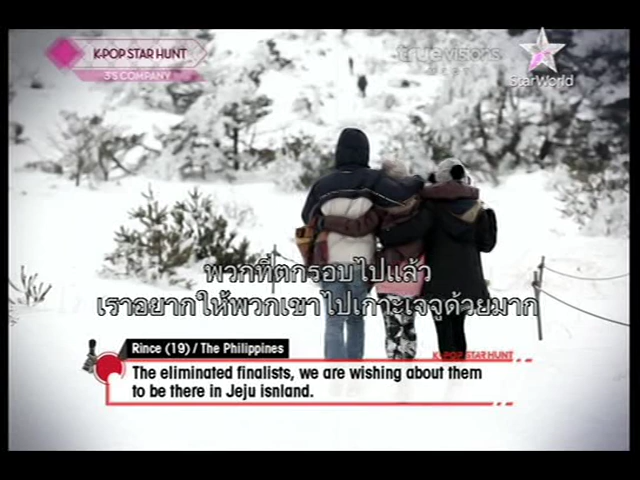 K-POP STAR HUNT
3'S COMPANY
truevisions
StarWorld
พวกที่ตกรอบไปแล้ว
เราอยากให้พวกเขาไปเกาะเจจูด้วยมาก
Rince (19) / The Philippines
K-POP STAR HUNT
The eliminated finalists, we are wishing about them
to be there in Jeju isnland.